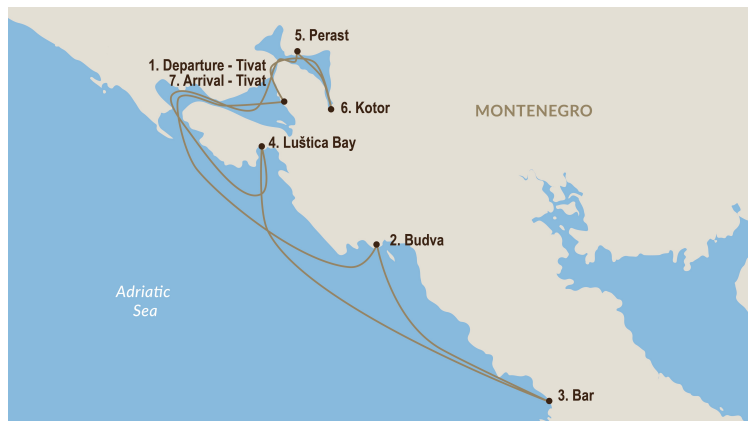 5. Perast
1. Departure - Tivat
7. Arrival - Tivat
6. Kotor
MONTENEGRO
4. Luštica Bay
2. Budva
Adriatic
Sea
3. Bar